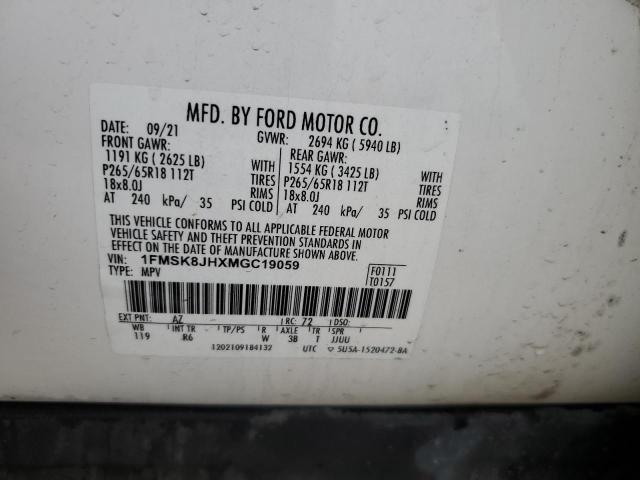 MFD. BY FORD MOTOR CO.
DATE: 09/21 GVWR: 2694 KG ( 5940 LB)
FRONT GAWR: REAR GAWR:
1191 KG ( 2625 LB) WITH 1554 KG ( 3425 LB) WITH
P265/65R18 112T TIRES P265/65R18 112T TIRES
18x8.0J RIMS 18x8.0J RIMS
AT 240 kPa/ 35 PSI COLD AT 240 kPa/ 35 PSI COLD
THIS VEHICLE CONFORMS TO ALL APPLICABLE FEDERAL MOTOR
VEHICLE SAFETY AND THEFT PREVENTION STANDARDS IN
EFFECT ON THE DATE OF MANUFACTURE SHOWN ABOVE.
VIN: 1FMSK8JHXMGC19059 F0111
TYPE: MPV T0157
EXT PNT: AZ RC: 72 DSO:
WB INT TR TP/PS R AXLE TR SPR
119 R6 W 3B T JJUU
1202109184132 UTC ▽ 5U5A-1520472-BA